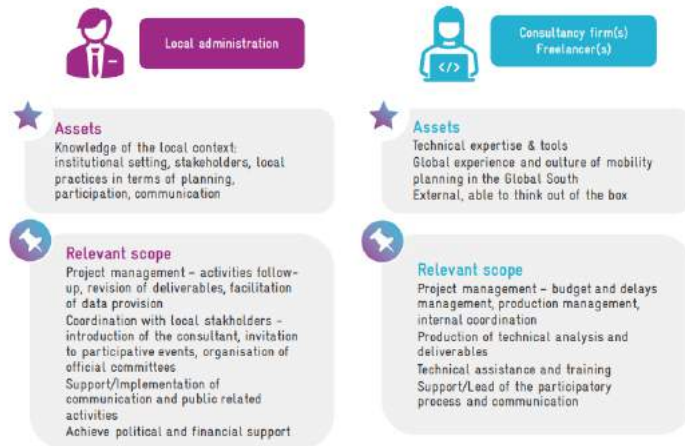 Local administration
Consultancy firm(s)
Freelancer(s)
</>
Assets
Knowledge of the local context:
institutional setting, stakeholders, local
practices in terms of planning,
participation, communication
Assets
Technical expertise & tools
Global experience and culture of mobility
planning in the Global South
External, able to think out of the box
Relevant scope
Project management – activities follow-
up, revision of deliverables, facilitation
of data provision
Coordination with local stakholders –
introduction of the consultant, invitation
to participative events, organisation of
official committees
Support/Implementation of
communication and public related
activities
Achieve political and financial support
Relevant scope
Project management – budget and delays
management, production management,
internal coordination
Production of technical analysis and
deliverables
Technical assistance and training
Support/Lead of the participatory
process and communication